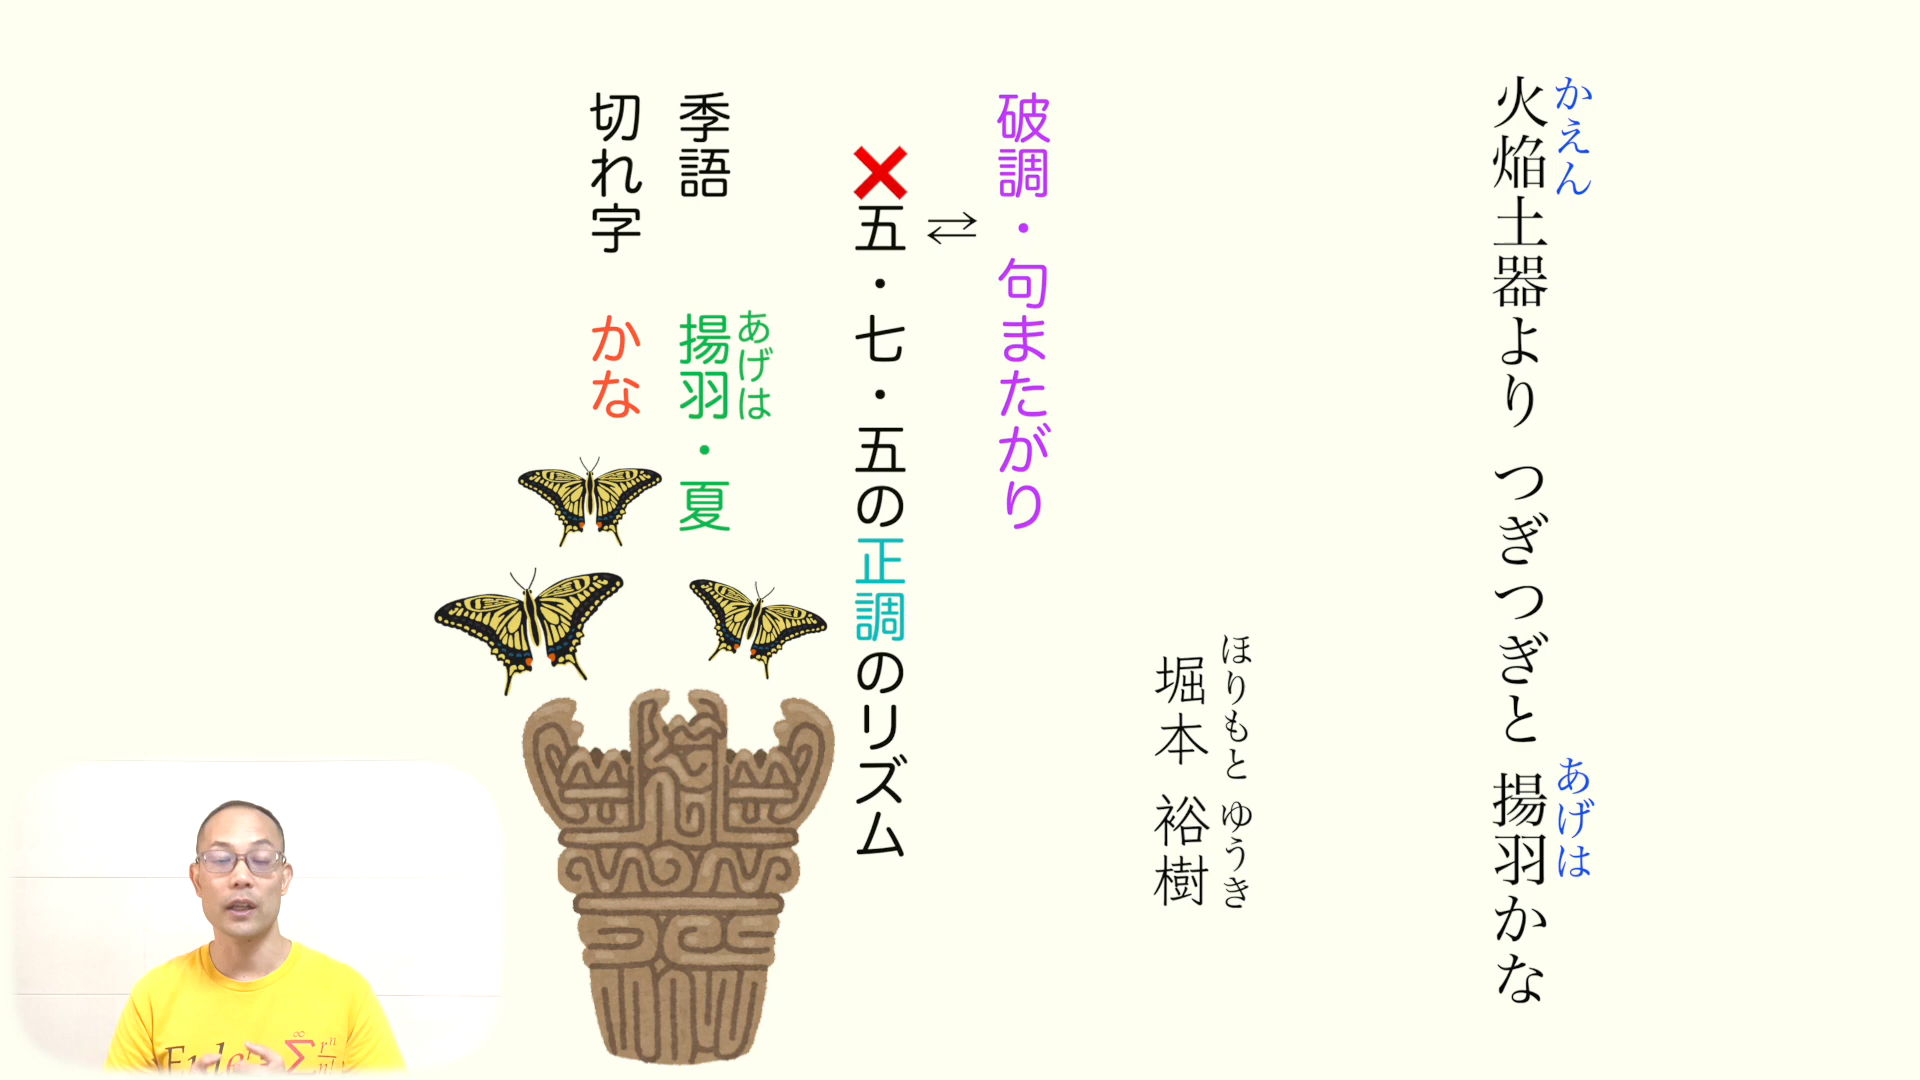 かえん
火焔土器より つぎつぎと 揚羽かな
あげは
ほりもと ゆうき
堀本 裕樹
破調・句またがり
⇄
×五・七・五の正調のリズム
あげは
季語 揚羽・夏
切れ字 かな